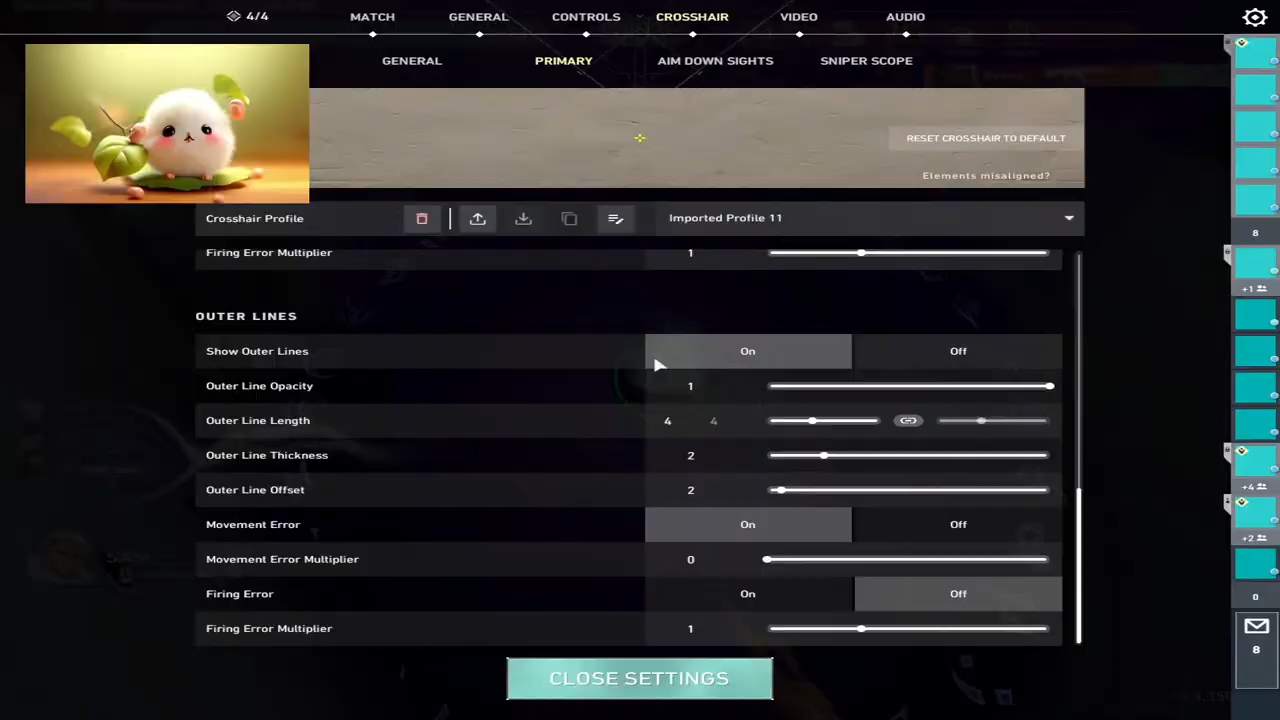 4/4
MATCH
GENERAL
CONTROLS
CROSSHAIR
VIDEO
AUDIO
GENERAL
PRIMARY
AIM DOWN SIGHTS
SNIPER SCOPE
RESET CROSSHAIR TO DEFAULT
Elements misaligned?
Crosshair Profile
Imported Profile 11
Firing Error Multiplier 1
OUTER LINES
Show Outer Lines On Off
Outer Line Opacity 1
Outer Line Length 4 4
Outer Line Thickness 2
Outer Line Offset 2
Movement Error On Off
Movement Error Multiplier 0
Firing Error On Off
Firing Error Multiplier 1
CLOSE SETTINGS
8
+1
+4
+2
0
8